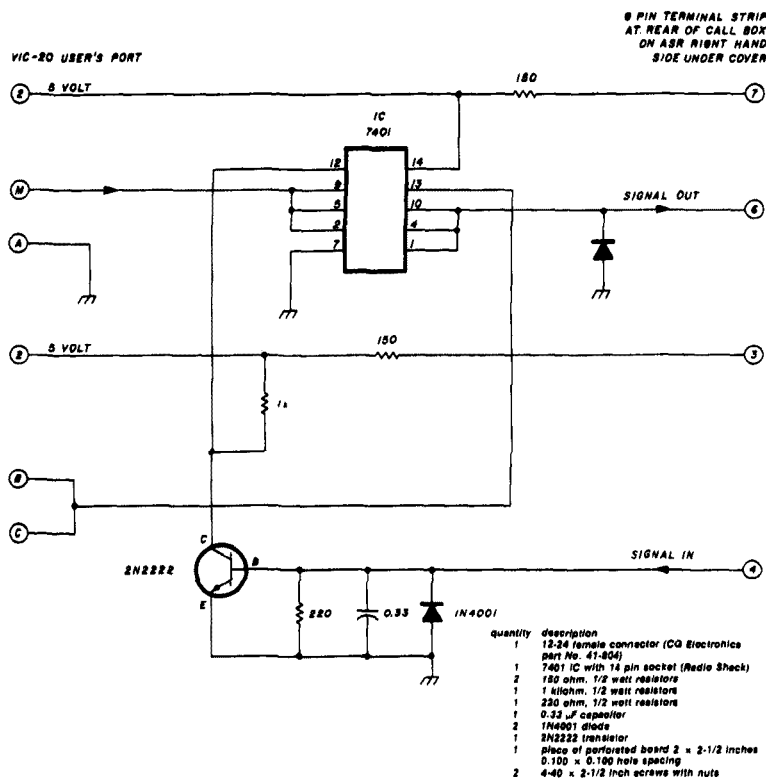 8 PIN TERMINAL STRIP
AT REAR OF CALL BOX
ON ASR RIGHT HAND
SIDE UNDER COVER
VIC-20 USER'S PORT
2 5 VOLT 150 7
IC
7401
12 14
M 9 13
5 10 SIGNAL OUT 6
A 2 4
7 1
2 5 VOLT 150 3
1k
B
C
C
2N2222 B SIGNAL IN 4
E 220 0.33 1N4001
quantity description
1 12-24 female connector (CQ Electronics
part No. 41-804)
1 7401 IC with 14 pin socket (Radio Shack)
2 150 ohm, 1/2 watt resistors
1 1 kilohm, 1/2 watt resistors
1 220 ohm, 1/2 watt resistors
1 0.33 µF capacitor
2 1N4001 diode
1 2N2222 transistor
1 piece of perforated board 2 × 2-1/2 inches
0.100 × 0.100 hole spacing
2 4-40 × 2-1/2 inch screws with nuts